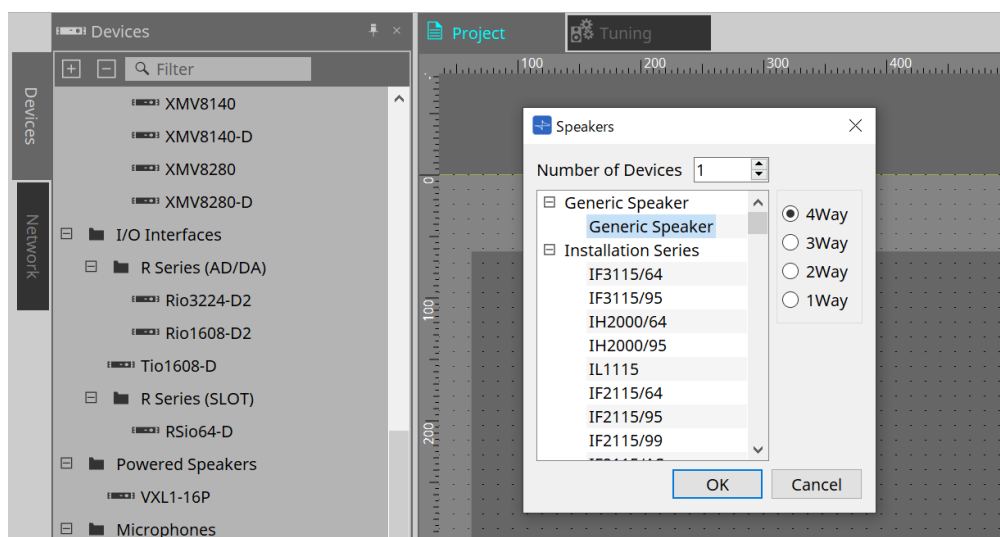 Devices
Filter
XMV8140
XMV8140-D
XMV8280
XMV8280-D
I/O Interfaces
R Series (AD/DA)
Rio3224-D2
Rio1608-D2
Tio1608-D
R Series (SLOT)
RSio64-D
Powered Speakers
VXL1-16P
Microphones
Devices
Network
Project
Tuning
100
200
300
400
0
100
200
Speakers
Number of Devices 1
Generic Speaker
Generic Speaker
Installation Series
IF3115/64
IF3115/95
IH2000/64
IH2000/95
IL1115
IF2115/64
IF2115/95
IF2115/99
4Way
3Way
2Way
1Way
OK
Cancel